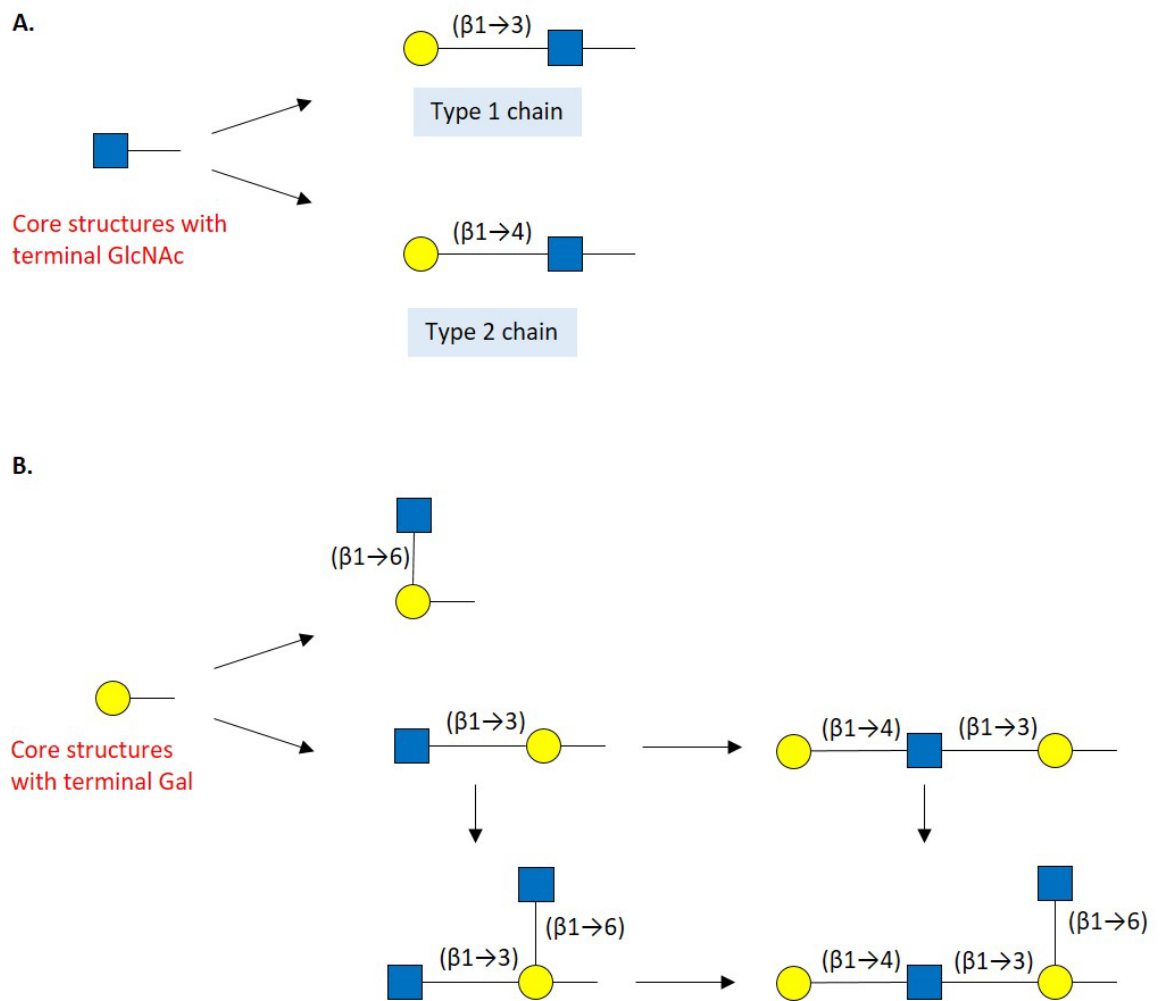 A.
(β1→3)
Type 1 chain
Core structures with
terminal GlcNAc
(β1→4)
Type 2 chain
B.
(β1→6)
(β1→3)
(β1→4)
(β1→3)
Core structures
with terminal Gal
(β1→6)
(β1→3)
(β1→6)
(β1→4)
(β1→3)